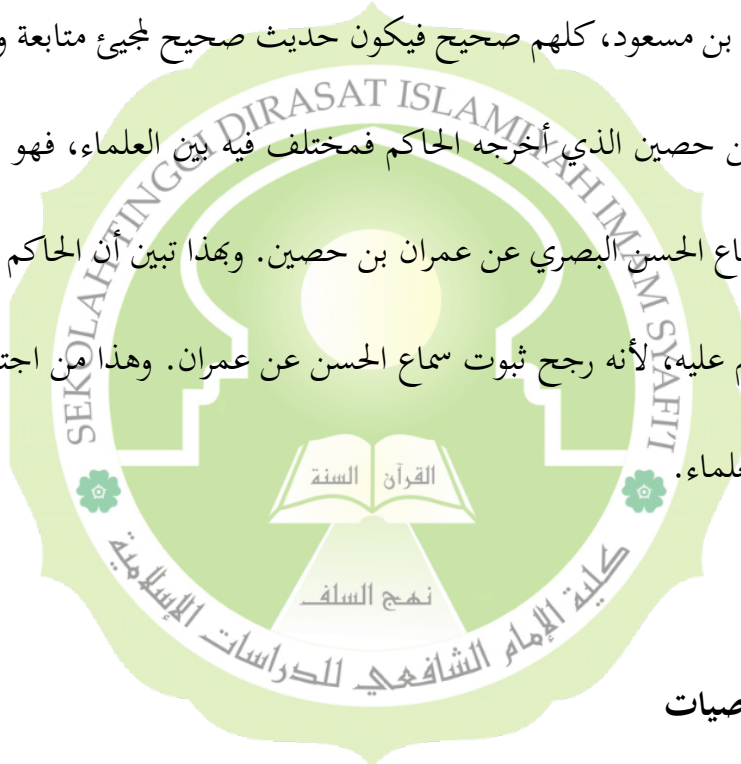 بن مسعود، كلهم صحيح فيكون حديث صحيح لمجيئ متابعة و
ن حصين الذي أخرجه الحاكم فمختلف فيه بين العلماء، فهو
اع الحسن البصري عن عمران بن حصين. وبهذا تبين أن الحاكم
م عليه، لأنه رجح ثبوت سماع الحسن عن عمران. وهذا من اجت
علماء.
صيات
SEKOLAH TINGGI DIRASAT ISLAMIYAH IMAM SYAFI'I
القرآن السنة
نهج السلف
كلية الإمام الشافعي للدراسات الإسلامية